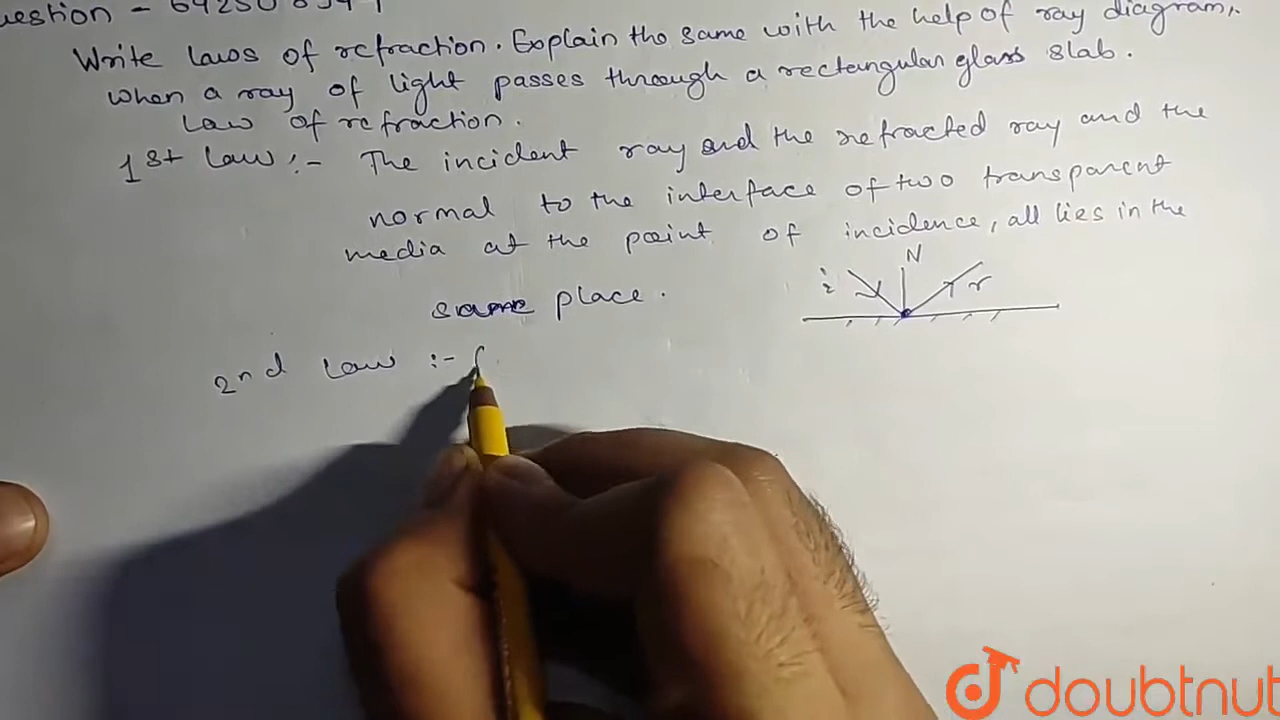 uestion - 
Write laws of refraction. Explain the same with the help of ray diagram,
when a ray of light passes through a rectangular glass slab.
Law of refraction.
1st Law :- The incident ray and the refracted ray and the
normal to the interface of two transparent
media at the point of incidence, all lies in the
same place.
i N r
2nd Law :-
doubtnut